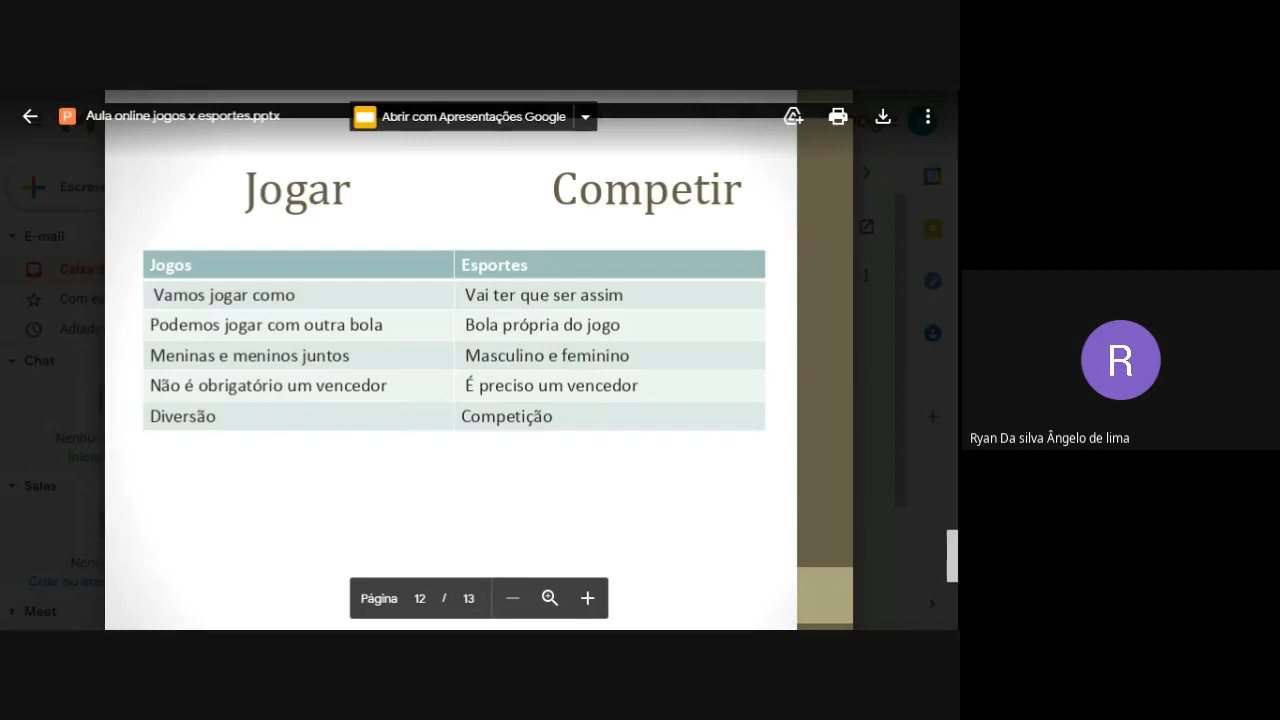 Aula online jogos x esportes.pptx
Abrir com Apresentações Google
Jogar Competir
Jogos Esportes
Vamos jogar como Vai ter que ser assim
Podemos jogar com outra bola Bola própria do jogo
Meninas e meninos juntos Masculino e feminino
Não é obrigatório um vencedor É preciso um vencedor
Diversão Competição
Página 12 / 13
E-mail
Caixa
Chat
Salas
Meet
R
Ryan Da silva Ângelo de lima